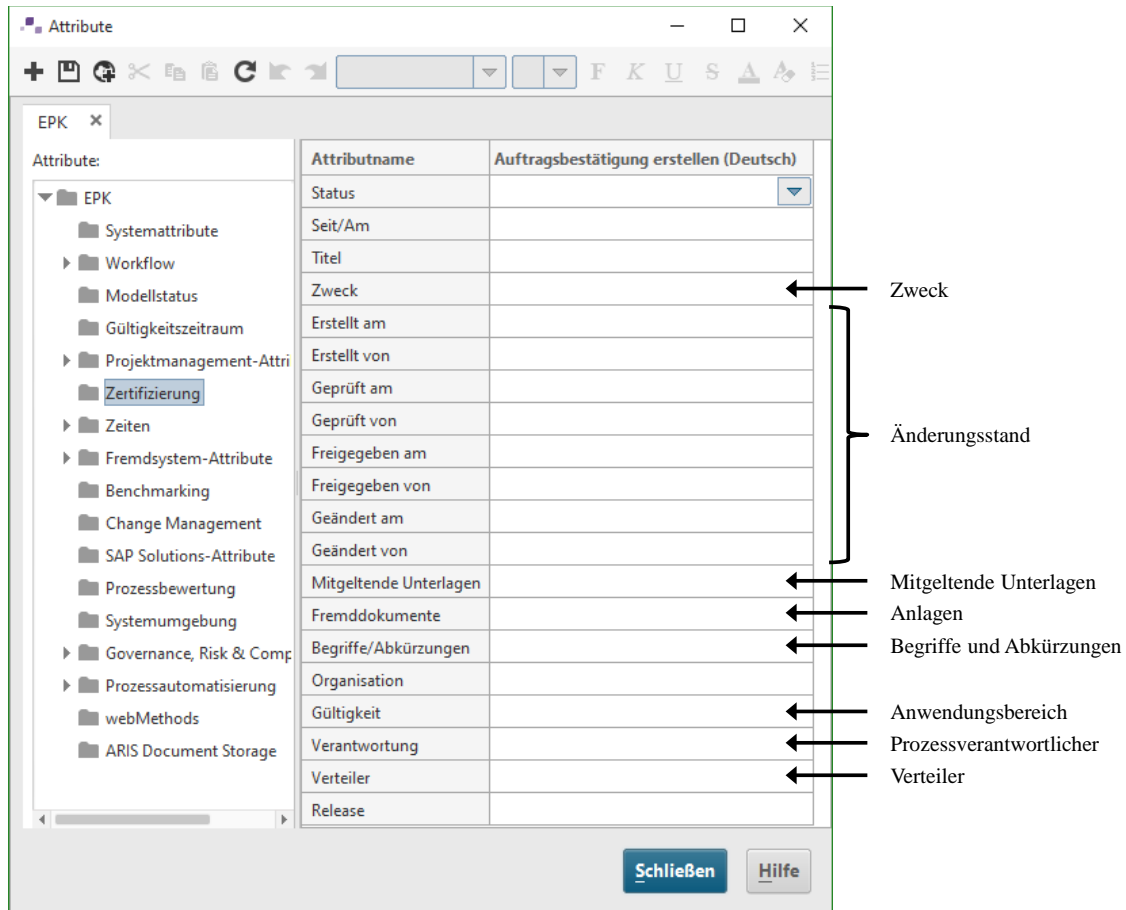 Attribute
F K U S A
EPK
Attribute:
EPK
Systemattribute
Workflow
Modellstatus
Gültigkeitszeitraum
Projektmanagement-Attri
Zertifizierung
Zeiten
Fremdsystem-Attribute
Benchmarking
Change Management
SAP Solutions-Attribute
Prozessbewertung
Systemumgebung
Governance, Risk & Comp
Prozessautomatisierung
webMethods
ARIS Document Storage
Attributname Auftragsbestätigung erstellen (Deutsch)
Status
Seit/Am
Titel
Zweck
Erstellt am
Erstellt von
Geprüft am
Geprüft von
Freigegeben am
Freigegeben von
Geändert am
Geändert von
Mitgeltende Unterlagen
Fremddokumente
Begriffe/Abkürzungen
Organisation
Gültigkeit
Verantwortung
Verteiler
Release
Zweck
Änderungsstand
Mitgeltende Unterlagen
Anlagen
Begriffe und Abkürzungen
Anwendungsbereich
Prozessverantwortlicher
Verteiler
Schließen Hilfe